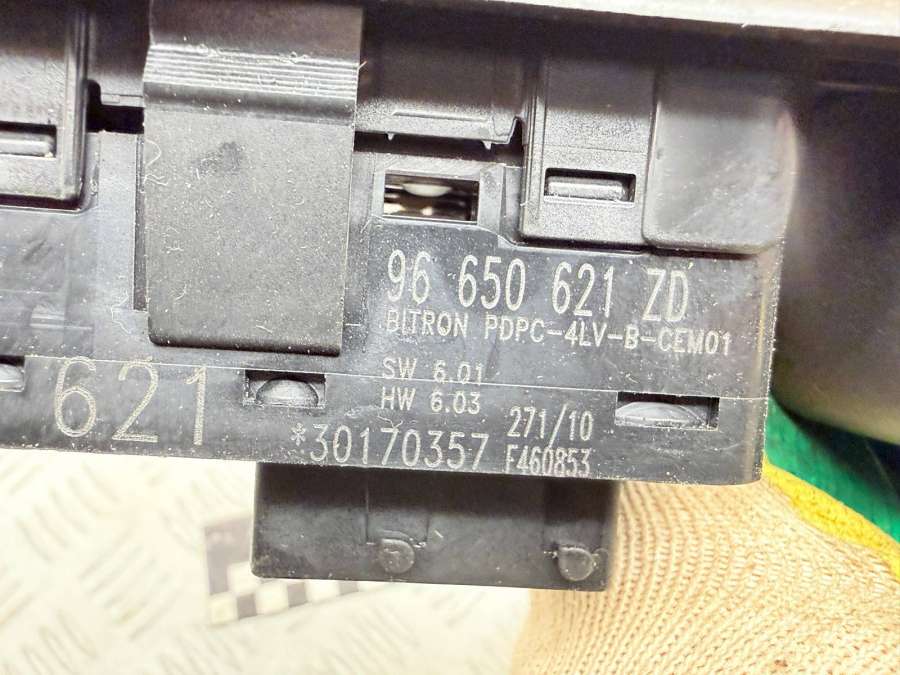 96 650 621 ZD
BITRON PDPC-4LV-B-CEM01
SW 6.01
HW 6.03
621
*30170357
271/10
F460853